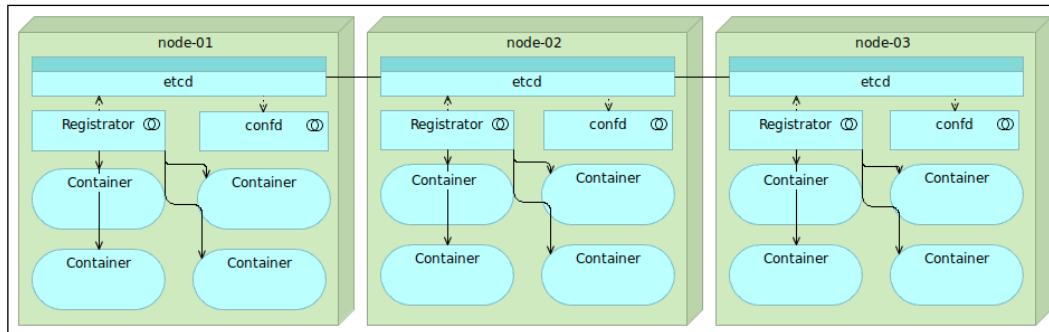 node-01
etcd
Registrator
confd
Container
Container
Container
Container
node-02
etcd
Registrator
confd
Container
Container
Container
Container
node-03
etcd
Registrator
confd
Container
Container
Container
Container